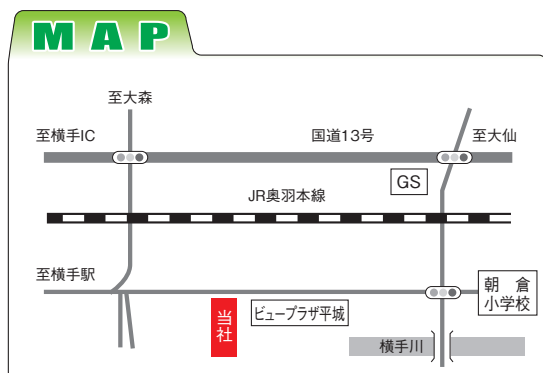 MAP
至大森
至横手IC
国道13号
至大仙
GS
JR奥羽本線
至横手駅
朝倉
小学校
当社
ビュープラザ平城
横手川